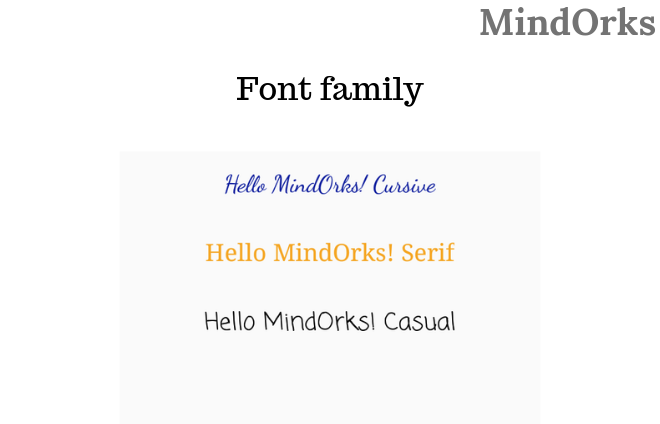 MindOrks
Font family
Hello MindOrks! Cursive
Hello MindOrks! Serif
Hello MindOrks! Casual